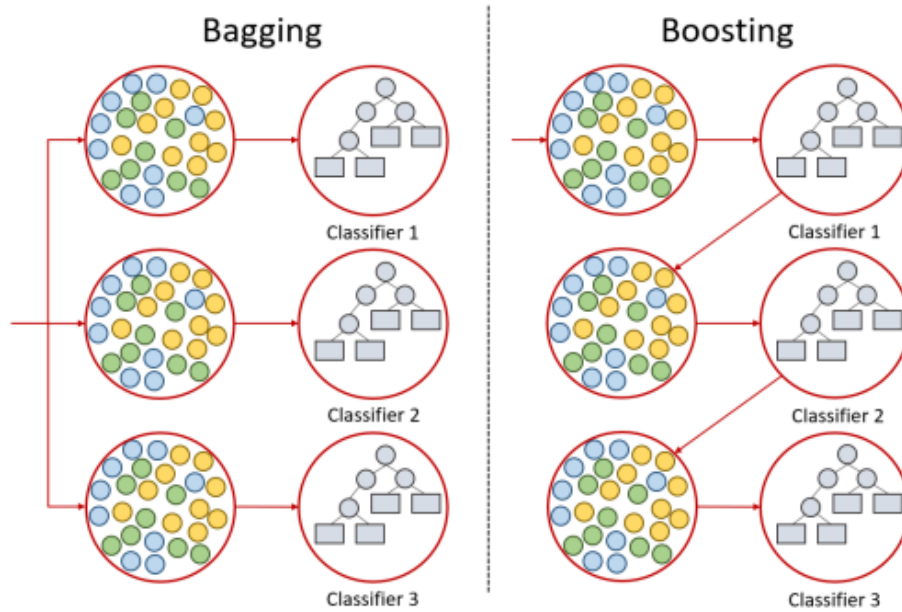 Bagging
Boosting
Classifier 1
Classifier 1
Classifier 2
Classifier 2
Classifier 3
Classifier 3